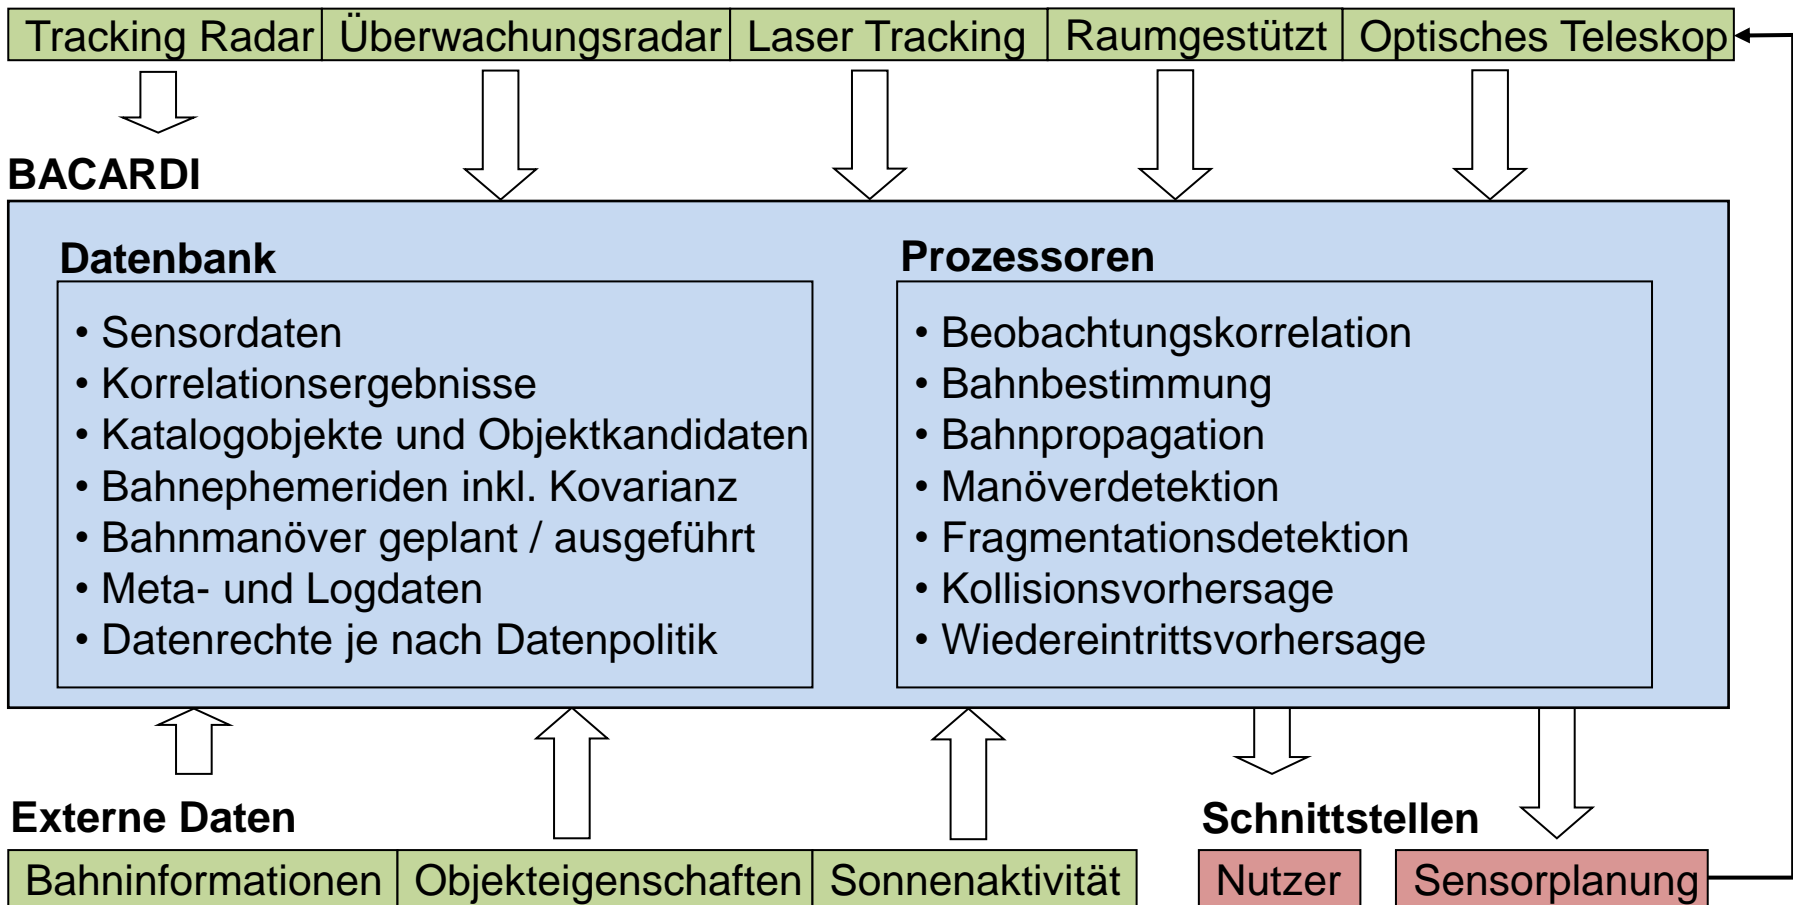 Tracking Radar Überwachungsradar Laser Tracking Raumgestützt Optisches Teleskop
BACARDI
Datenbank
• Sensordaten
• Korrelationsergebnisse
• Katalogobjekte und Objektkandidaten
• Bahnephemeriden inkl. Kovarianz
• Bahnmanöver geplant / ausgeführt
• Meta- und Logdaten
• Datenrechte je nach Datenpolitik
Prozessoren
• Beobachtungskorrelation
• Bahnbestimmung
• Bahnpropagation
• Manöverdetektion
• Fragmentationsdetektion
• Kollisionsvorhersage
• Wiedereintrittsvorhersage
Externe Daten
Bahninformationen Objekteigenschaften Sonnenaktivität
Schnittstellen
Nutzer Sensorplanung